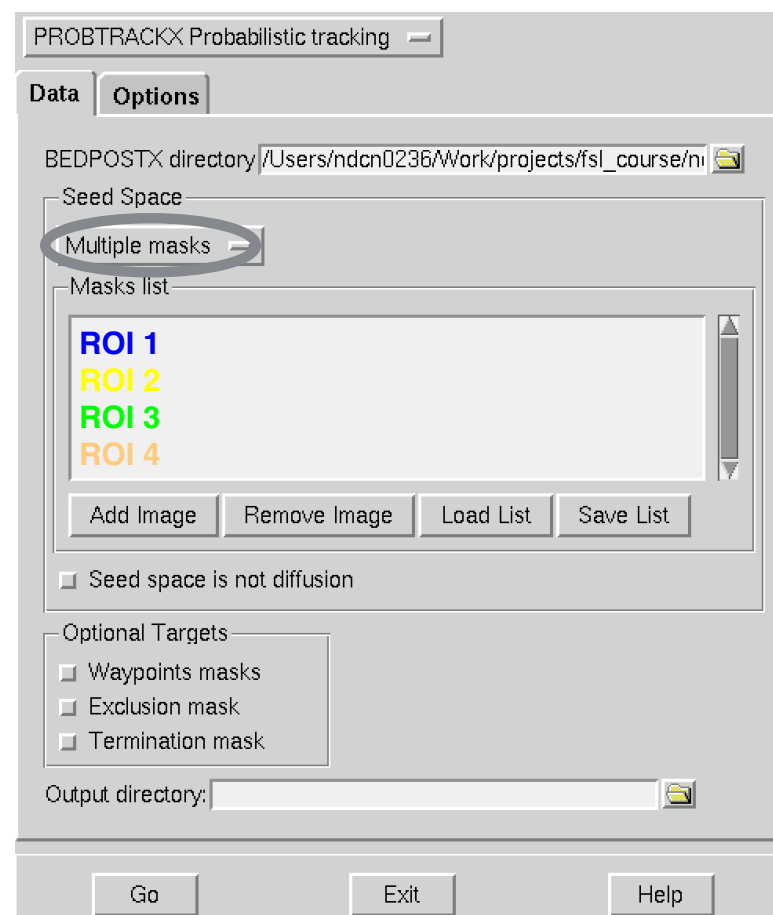 PROBTRACKX Probabilistic tracking
Data Options
BEDPOSTX directory /Users/ndcn0236/Work/projects/fsl_course/n
Seed Space
Multiple masks
Masks list
ROI 1
ROI 2
ROI 3
ROI 4
Add Image Remove Image Load List Save List
Seed space is not diffusion
Optional Targets
Waypoints masks
Exclusion mask
Termination mask
Output directory:
Go Exit Help